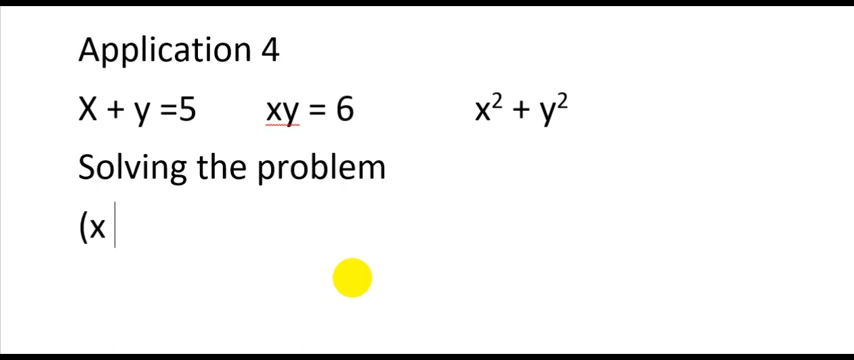 Application 4
X + y =5 xy = 6 x² + y²
Solving the problem
(x